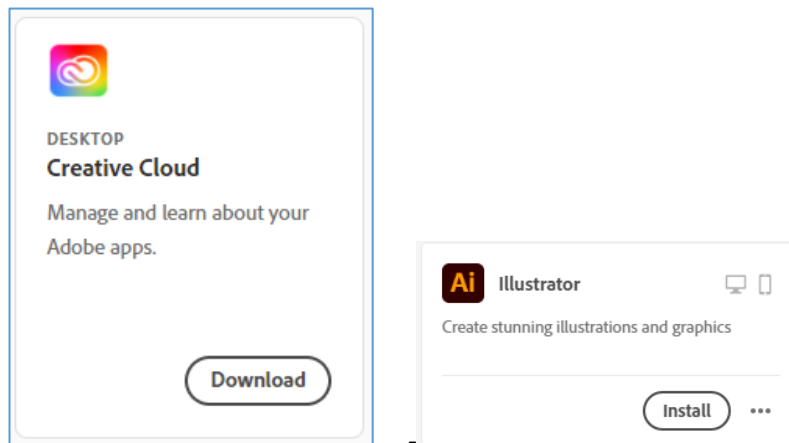 DESKTOP
Creative Cloud
Manage and learn about your
Adobe apps.
Download
Ai Illustrator
Create stunning illustrations and graphics
Install